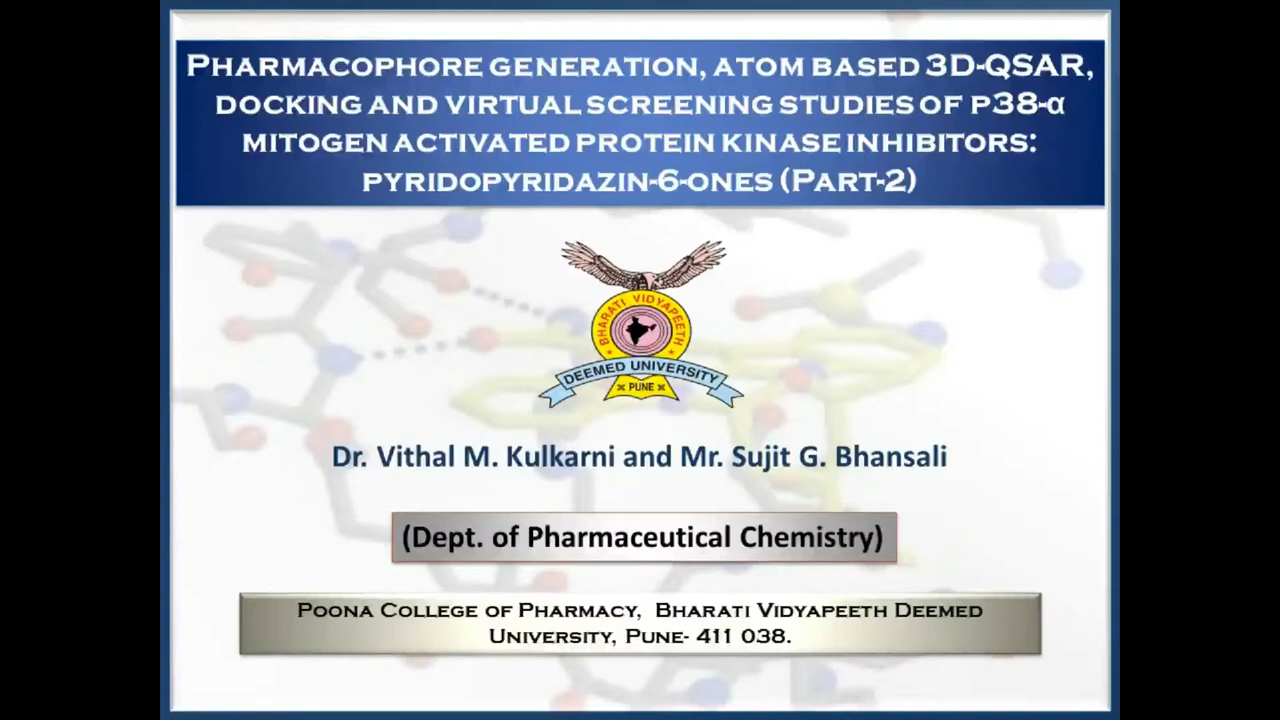 PHARMACOPHORE GENERATION, ATOM BASED 3D-QSAR,
DOCKING AND VIRTUAL SCREENING STUDIES OF P38-α
MITOGEN ACTIVATED PROTEIN KINASE INHIBITORS:
PYRIDOPYRIDAZIN-6-ONES (PART-2)
BHARATI VIDYAPEETH
DEEMED UNIVERSITY
PUNE
Dr. Vithal M. Kulkarni and Mr. Sujit G. Bhansali
(Dept. of Pharmaceutical Chemistry)
POONA COLLEGE OF PHARMACY, BHARATI VIDYAPEETH DEEMED
UNIVERSITY, PUNE- 411 038.